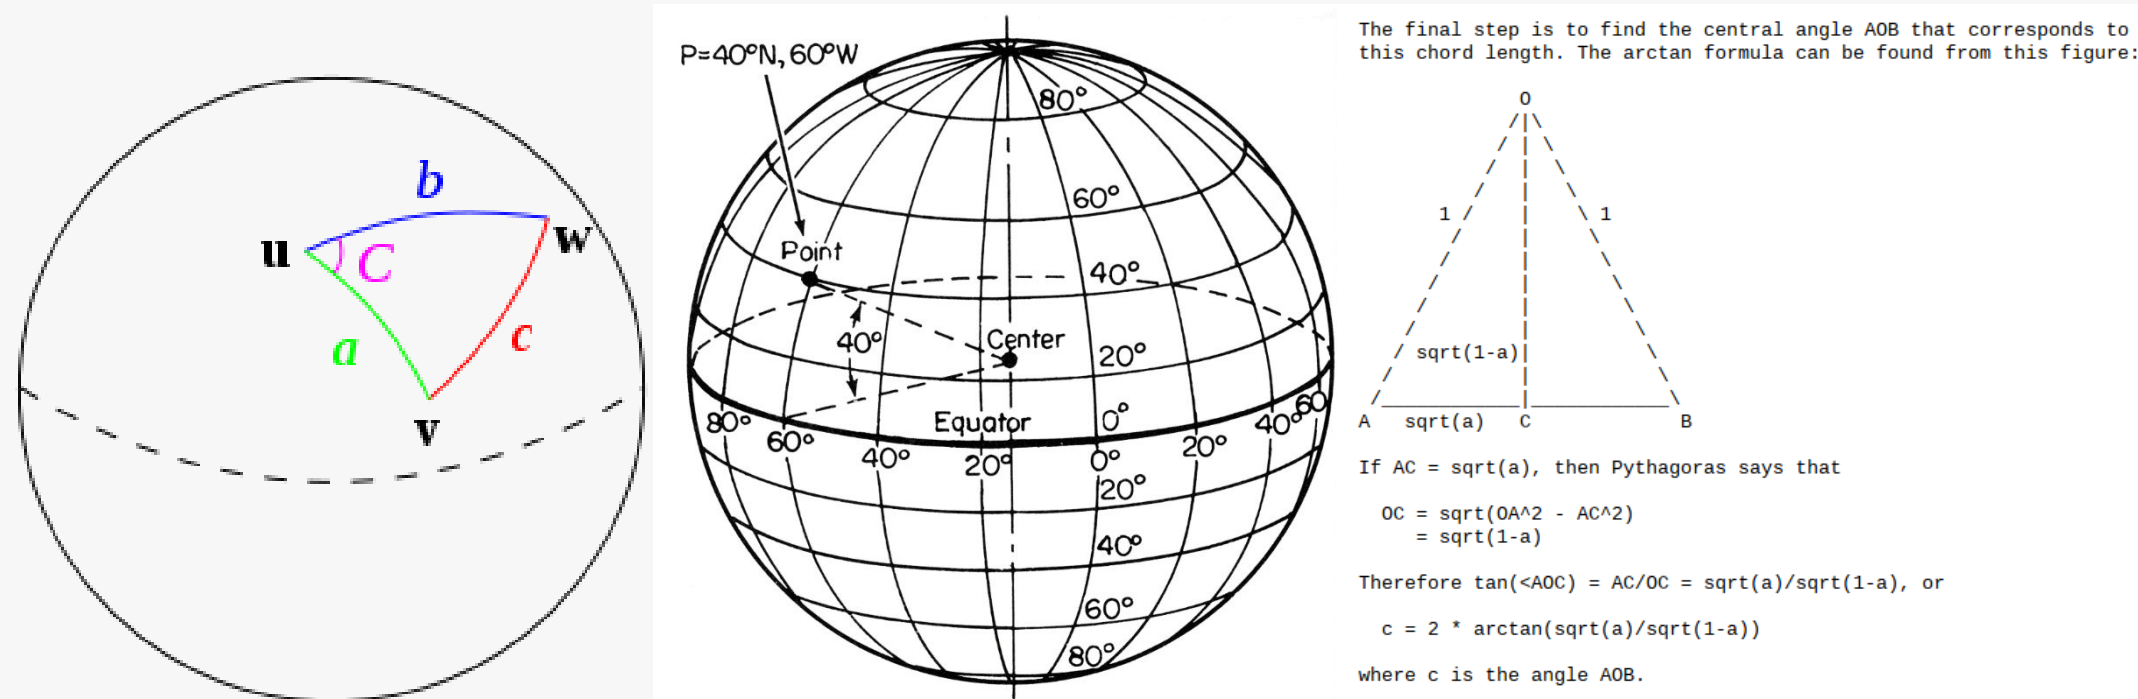 b
u
C
w
a
c
v
P=40°N, 60°W
80°
60°
Point
40°
40°
Center
20°
Equator
0°
80°
60°
40°
20°
0°
20°
40°
60
20°
40°
60°
80°
The final step is to find the central angle AOB that corresponds to
this chord length. The arctan formula can be found from this figure:
O
1 1
sqrt(1-a)
A sqrt(a) C B
If AC = sqrt(a), then Pythagoras says that
OC = sqrt(OA^2 - AC^2)
= sqrt(1-a)
Therefore tan(<AOC) = AC/OC = sqrt(a)/sqrt(1-a), or
c = 2 * arctan(sqrt(a)/sqrt(1-a))
where c is the angle AOB.